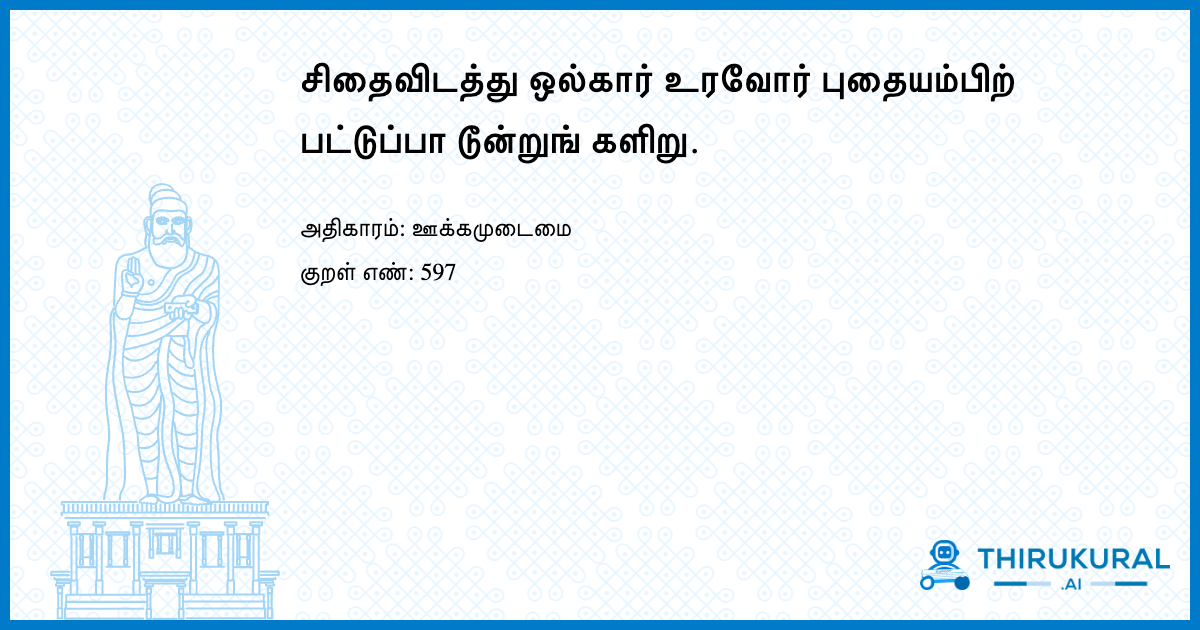 சிதைவிடத்து ஒல்கார் உரவோர் புதையம்பிற்
பட்டுப்பா டூன்றுங் களிறு.
அதிகாரம்: ஊக்கமுடைமை
குறள் எண்: 597
THIRUKURAL
.AI